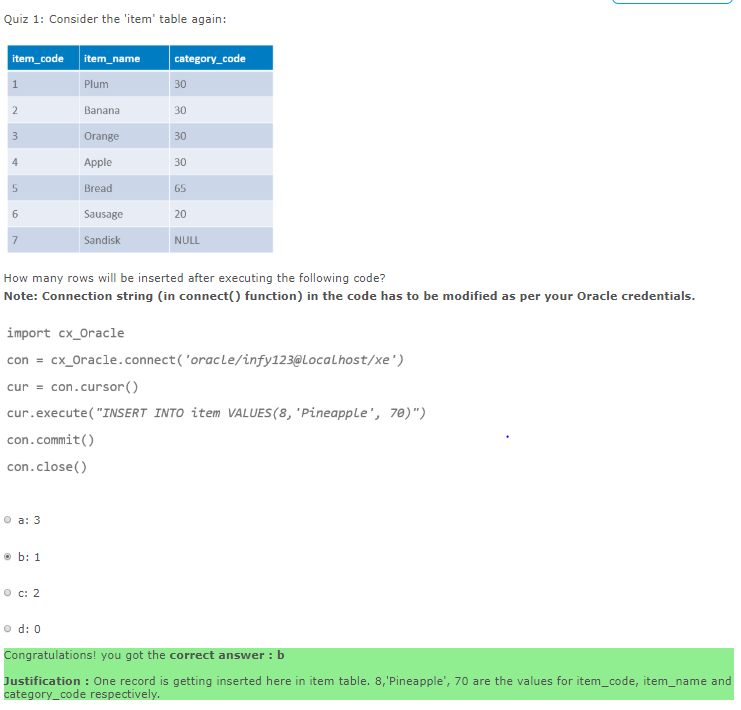 Quiz 1: Consider the 'item' table again:
item_code item_name category_code
1 Plum 30
2 Banana 30
3 Orange 30
4 Apple 30
5 Bread 65
6 Sausage 20
7 Sandisk NULL
How many rows will be inserted after executing the following code?
Note: Connection string (in connect() function) in the code has to be modified as per your Oracle credentials.
import cx_Oracle
con = cx_Oracle.connect('oracle/infy123@Localhost/xe')
cur = con.cursor()
cur.execute("INSERT INTO item VALUES(8,'Pineapple', 70)")
con.commit()
con.close()
a: 3
b: 1
c: 2
d: 0
Congratulations! you got the correct answer : b
Justification : One record is getting inserted here in item table. 8,'Pineapple', 70 are the values for item_code, item_name and
category_code respectively.